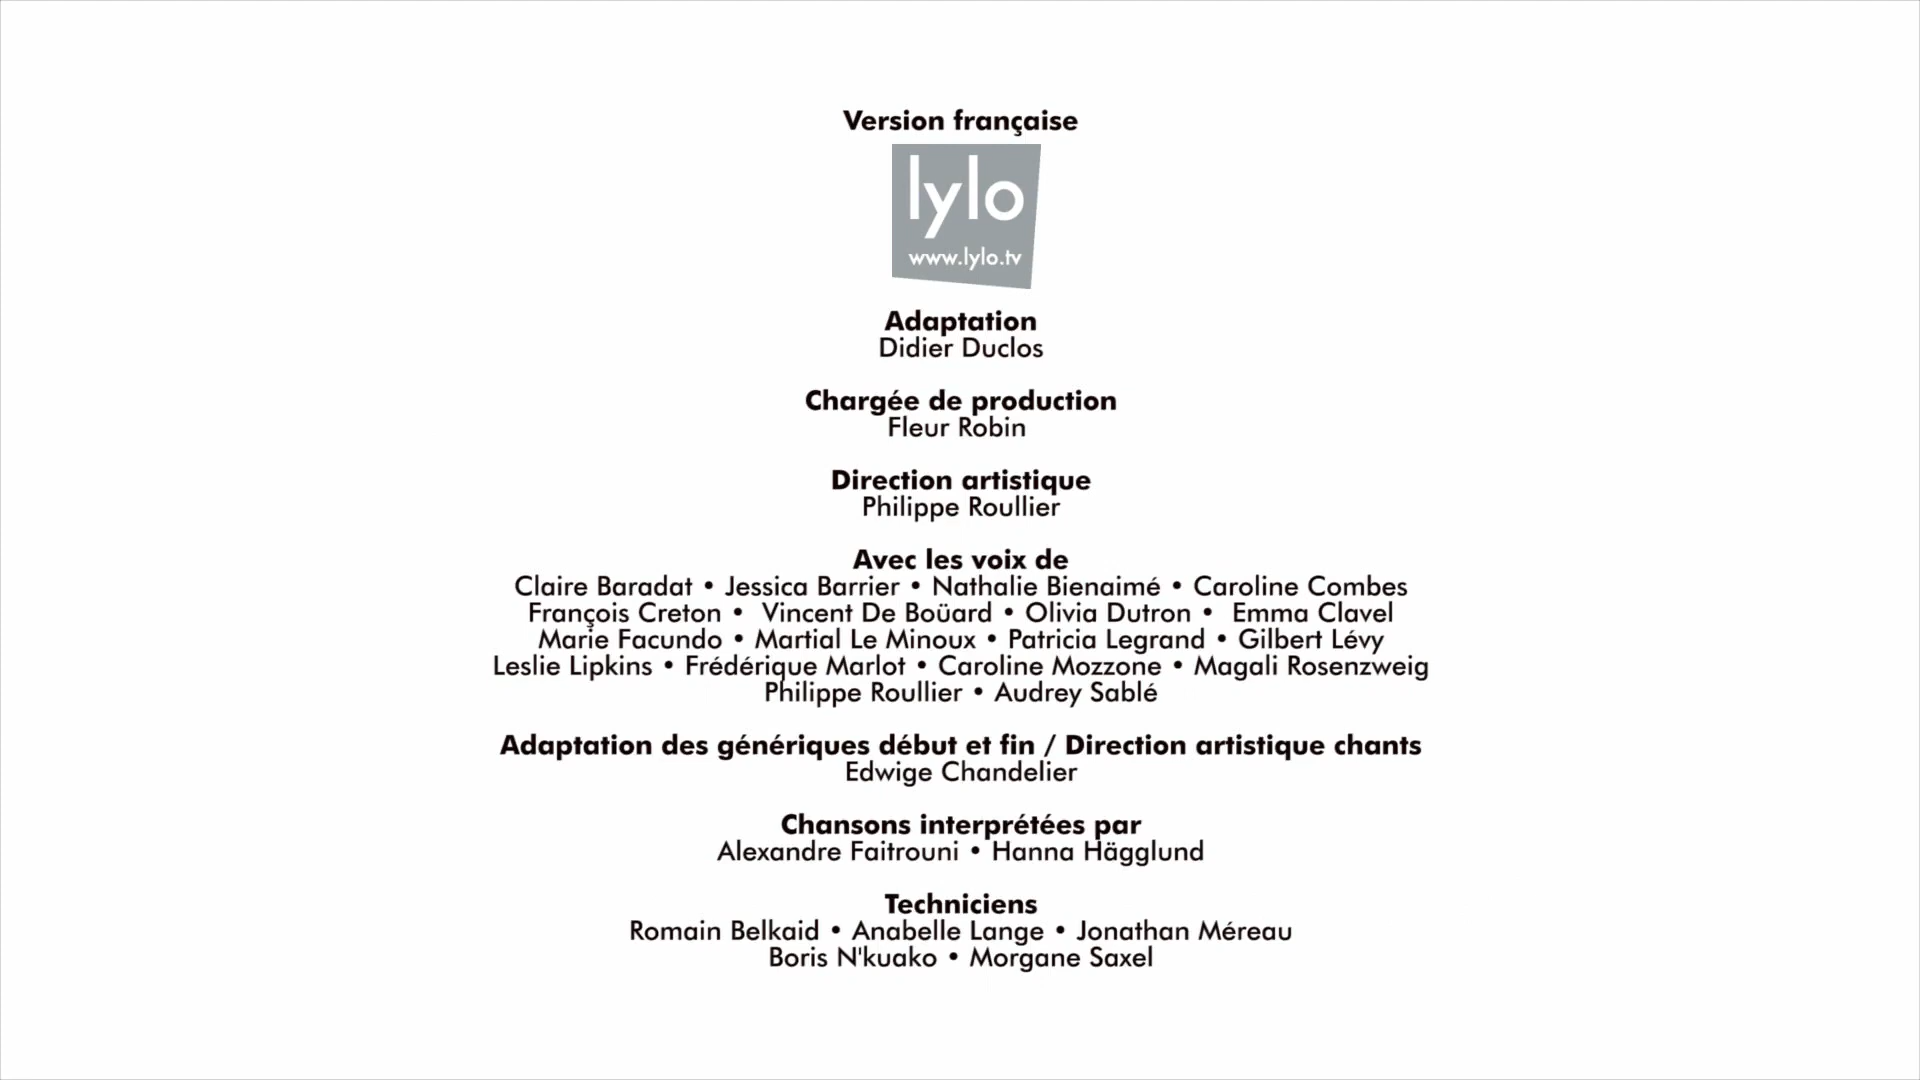 Version française
lylo
www.lylo.tv
Adaptation
Didier Duclos
Chargée de production
Fleur Robin
Direction artistique
Philippe Roullier
Avec les voix de
Claire Baradat • Jessica Barrier • Nathalie Bienaimé • Caroline Combes
François Creton • Vincent De Boüard • Olivia Dutron • Emma Clavel
Marie Facundo • Martial Le Minoux • Patricia Legrand • Gilbert Lévy
Leslie Lipkins • Frédérique Marlot • Caroline Mozzone • Magali Rosenzweig
Philippe Roullier • Audrey Sablé
Adaptation des génériques début et fin / Direction artistique chants
Edwige Chandelier
Chansons interprétées par
Alexandre Faitrouni • Hanna Hägglund
Techniciens
Romain Belkaid • Anabelle Lange • Jonathan Méreau
Boris N'kuako • Morgane Saxel